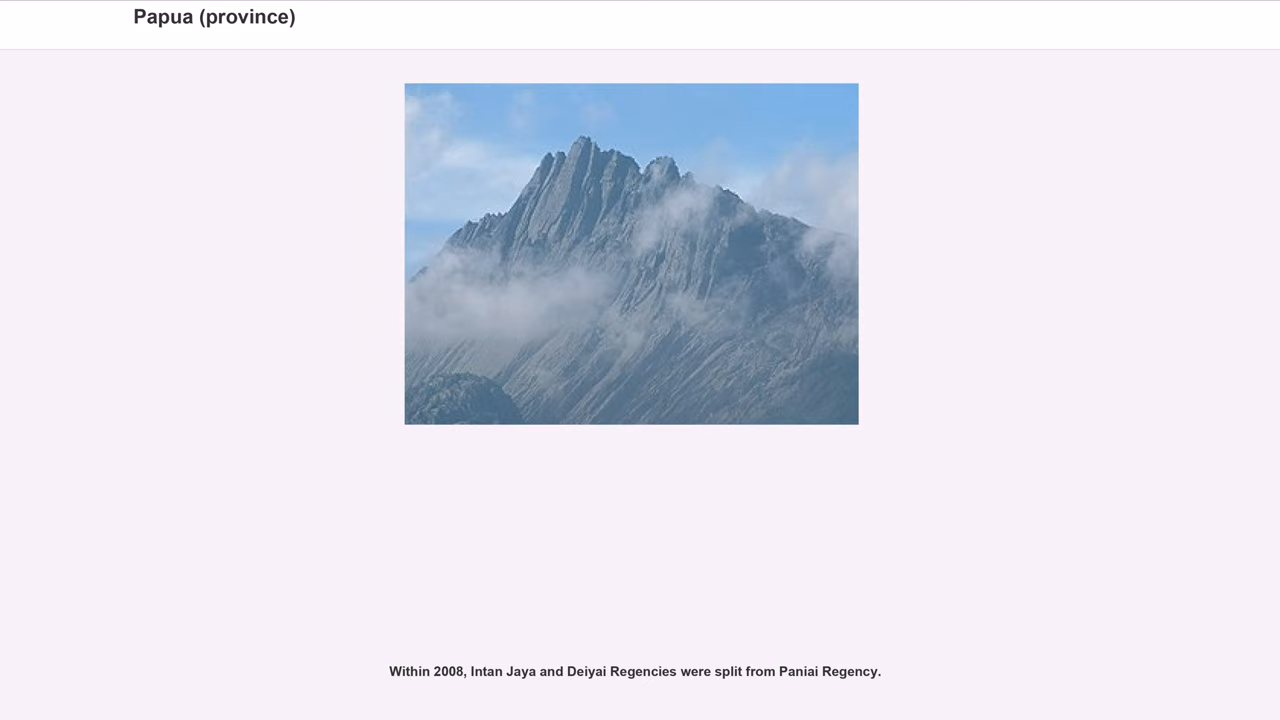 Papua (province)
Within 2008, Intan Jaya and Deiyai Regencies were split from Paniai Regency.